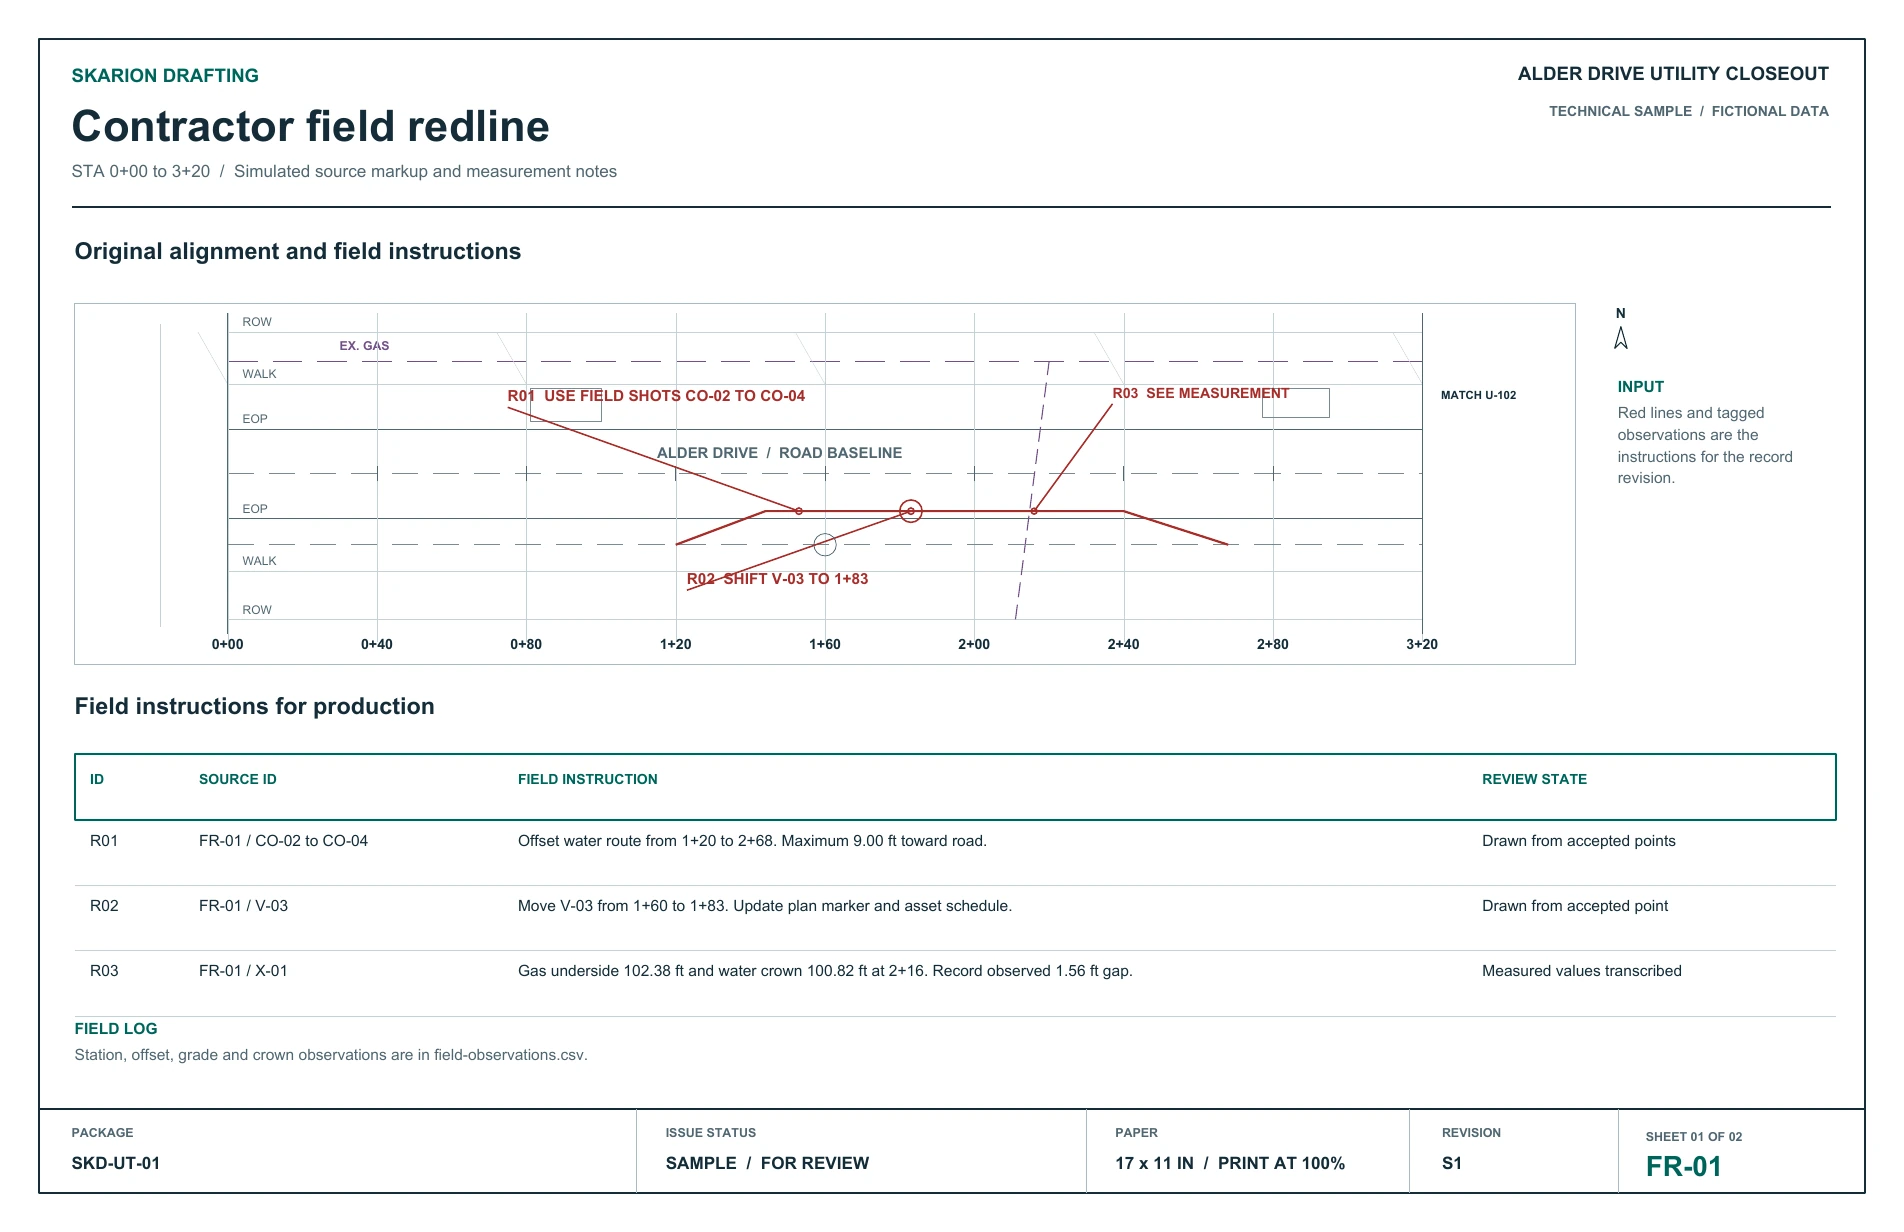 SKARION DRAFTING
ALDER DRIVE UTILITY CLOSEOUT
Contractor field redline
TECHNICAL SAMPLE / FICTIONAL DATA
STA 0+00 to 3+20 / Simulated source markup and measurement notes
Original alignment and field instructions
ROW
EX. GAS
WALK
R01 USE FIELD SHOTS CO-02 TO CO-04
R03 SEE MEASUREMENT
MATCH U-102
EOP
ALDER DRIVE / ROAD BASELINE
EOP
WALK
R02 SHIFT V-03 TO 1+83
ROW
0+00 0+40 0+80 1+20 1+60 2+00 2+40 2+80 3+20
N
INPUT
Red lines and tagged
observations are the
instructions for the record
revision.
Field instructions for production
ID SOURCE ID FIELD INSTRUCTION REVIEW STATE
R01 FR-01 / CO-02 to CO-04 Offset water route from 1+20 to 2+68. Maximum 9.00 ft toward road. Drawn from accepted points
R02 FR-01 / V-03 Move V-03 from 1+60 to 1+83. Update plan marker and asset schedule. Drawn from accepted point
R03 FR-01 / X-01 Gas underside 102.38 ft and water crown 100.82 ft at 2+16. Record observed 1.56 ft gap. Measured values transcribed
FIELD LOG
Station, offset, grade and crown observations are in field-observations.csv.
PACKAGE
SKD-UT-01
ISSUE STATUS
SAMPLE / FOR REVIEW
PAPER
17 x 11 IN / PRINT AT 100%
REVISION
S1
SHEET 01 OF 02
FR-01